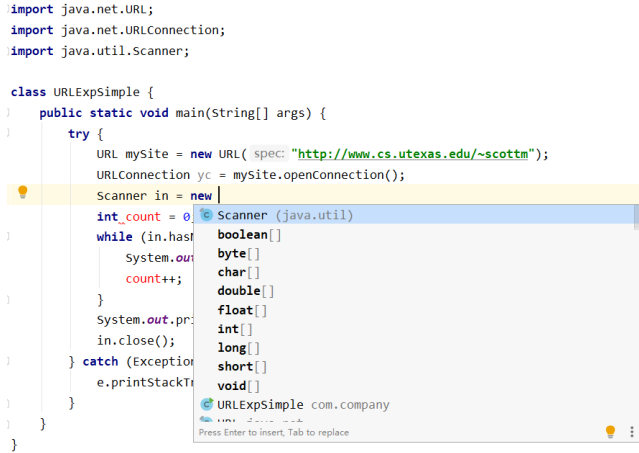 import java.net.URL;
import java.net.URLConnection;
import java.util.Scanner;
class URLExpSimple {
public static void main(String[] args) {
try {
URL mySite = new URL( spec: "http://www.cs.utexas.edu/~scottm");
URLConnection yc = mySite.openConnection();
Scanner in = new
int count = 0
while (in.has
System.out
count++;
}
System.out.pri
in.close();
} catch (Exception
e.printStackTr
}
}
}
Scanner (java.util)
boolean[]
byte[]
char[]
double[]
float[]
int[]
long[]
short[]
void[]
URLExpSimple com.company
URL java.net
Press Enter to insert, Tab to replace